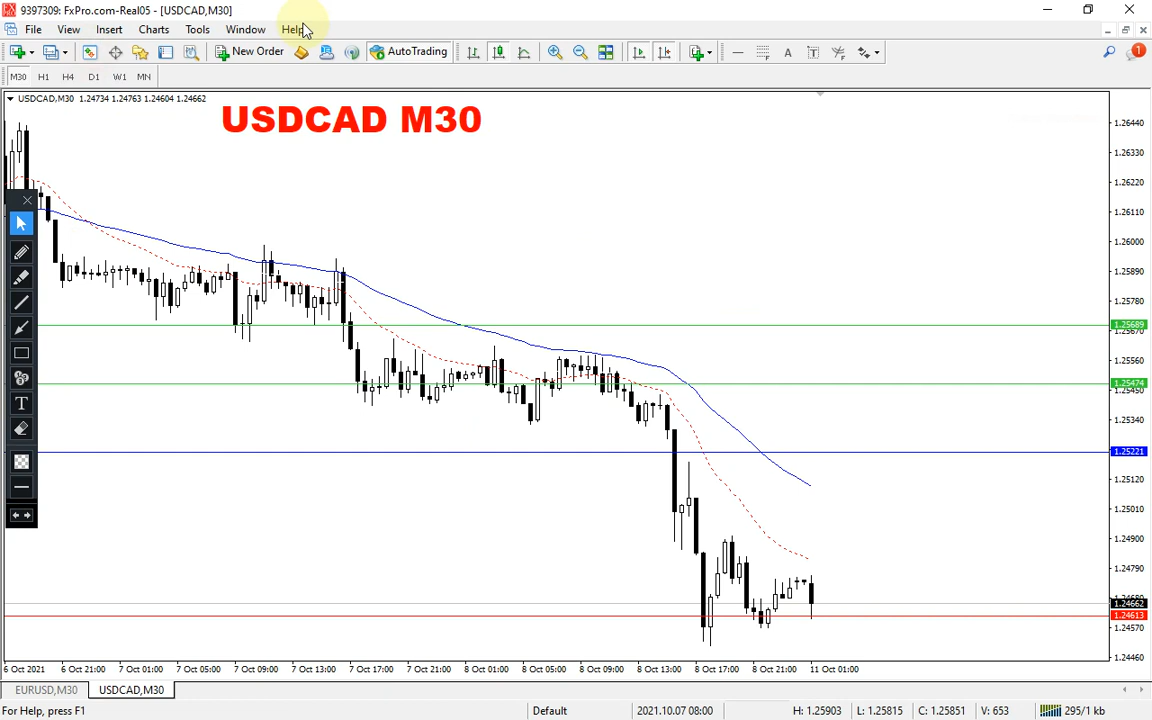 9397309: FxPro.com-Real05 - [USDCAD,M30]
File View Insert Charts Tools Window Help
New Order AutoTrading 1
M30 H1 H4 D1 W1 MN
USDCAD,M30 1.24734 1.24763 1.24604 1.24662
USDCAD M30
1.26440
1.26330
1.26220
1.26110
1.26000
1.25890
1.25780
1.25689
1.25670
1.25560
1.25474
1.25450
1.25340
1.25221
1.25120
1.25010
1.24900
1.24790
1.24680
1.24662
1.24613
1.24570
1.24460
6 Oct 2021 6 Oct 21:00 7 Oct 01:00 7 Oct 05:00 7 Oct 09:00 7 Oct 13:00 7 Oct 17:00 7 Oct 21:00 8 Oct 01:00 8 Oct 05:00 8 Oct 09:00 8 Oct 13:00 8 Oct 17:00 8 Oct 21:00 11 Oct 01:00
EURUSD,M30 USDCAD,M30
For Help, press F1 Default 2021.10.07 08:00 H: 1.25903 L: 1.25815 C: 1.25851 V: 653 295/1 kb